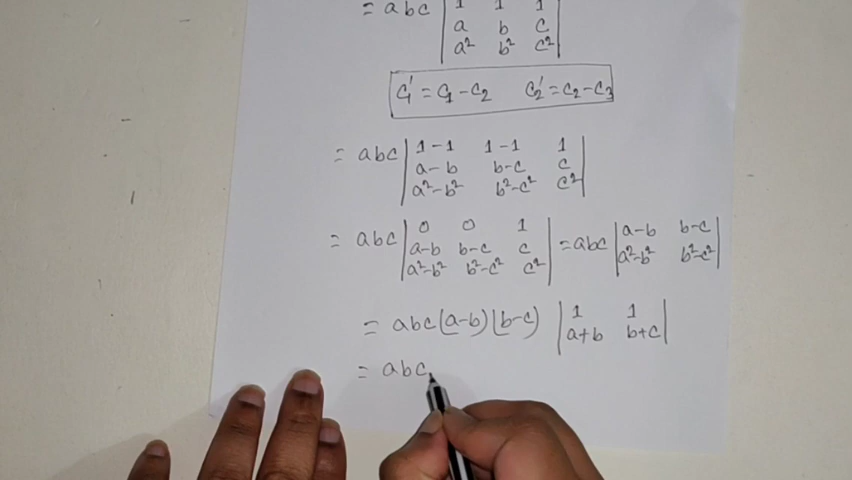 = abc | 1 1 1 |
| a b c |
| a² b² c² |
C₁' = C₁ - C₂ C₂' = C₂ - C₃
= abc | 1-1 1-1 1 |
| a-b b-c c |
| a²-b² b²-c² c² |
= abc | 0 0 1 | = abc | a-b b-c |
| a-b b-c c | | a²-b² b²-c² |
| a²-b² b²-c² c² |
= abc (a-b) (b-c) | 1 1 |
| a+b b+c |
= abc